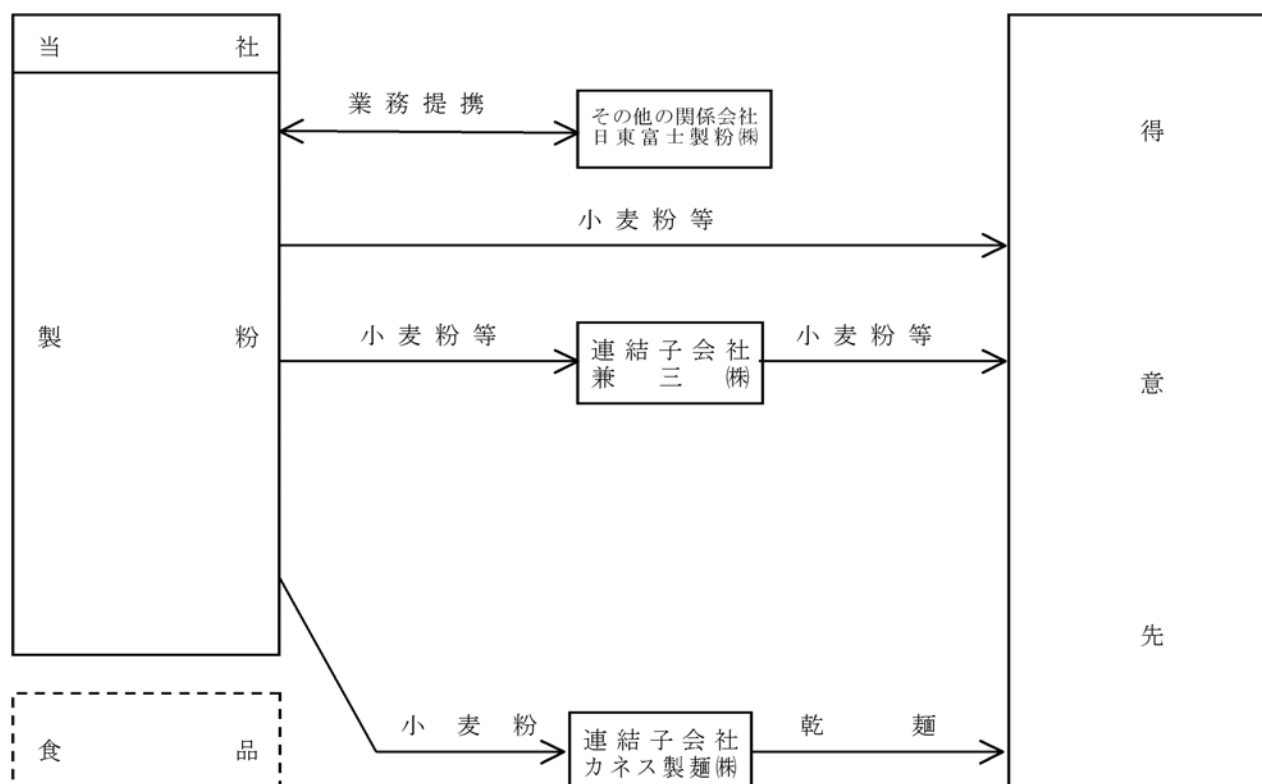 当社
業務提携
その他の関係会社
日東富士製粉㈱
小麦粉等
製粉
小麦粉等
連結子会社
兼三㈱
小麦粉等
得意先
食品
小麦粉
連結子会社
カネス製麺㈱
乾麺